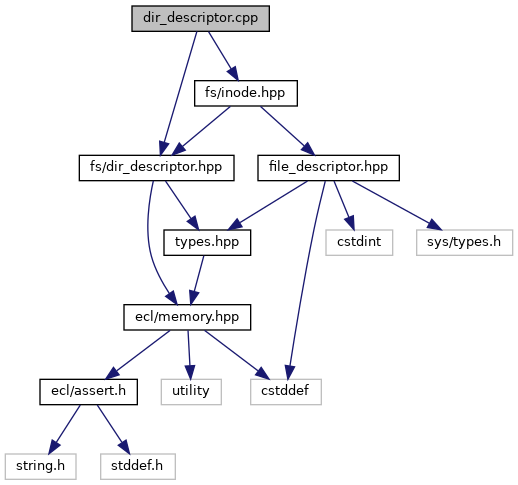 dir_descriptor.cpp
fs/inode.hpp
fs/dir_descriptor.hpp
file_descriptor.hpp
types.hpp
cstdint
sys/types.h
ecl/memory.hpp
ecl/assert.h
utility
cstddef
string.h
stddef.h